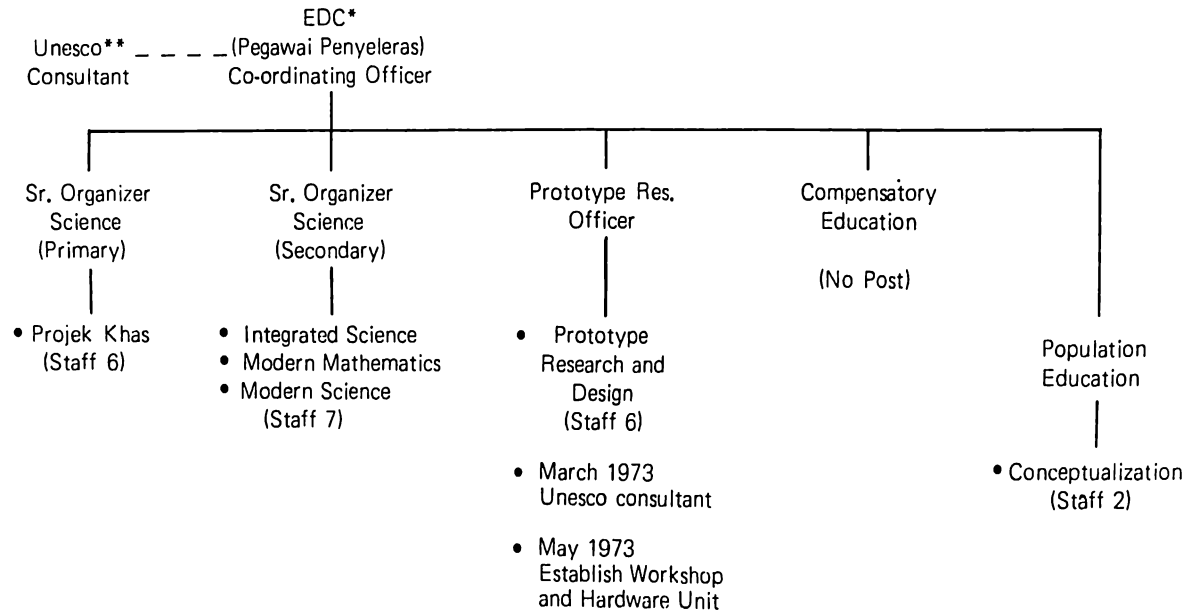 EDC*
(Pegawai Penyeleras)
Co-ordinating Officer
Unesco**
Consultant
Sr. Organizer
Science
(Primary)
• Projek Khas
(Staff 6)
Sr. Organizer
Science
(Secondary)
• Integrated Science
• Modern Mathematics
• Modern Science
(Staff 7)
Prototype Res.
Officer
• Prototype
Research and
Design
(Staff 6)
• March 1973
Unesco consultant
• May 1973
Establish Workshop
and Hardware Unit
Compensatory
Education
(No Post)
Population
Education
• Conceptualization
(Staff 2)